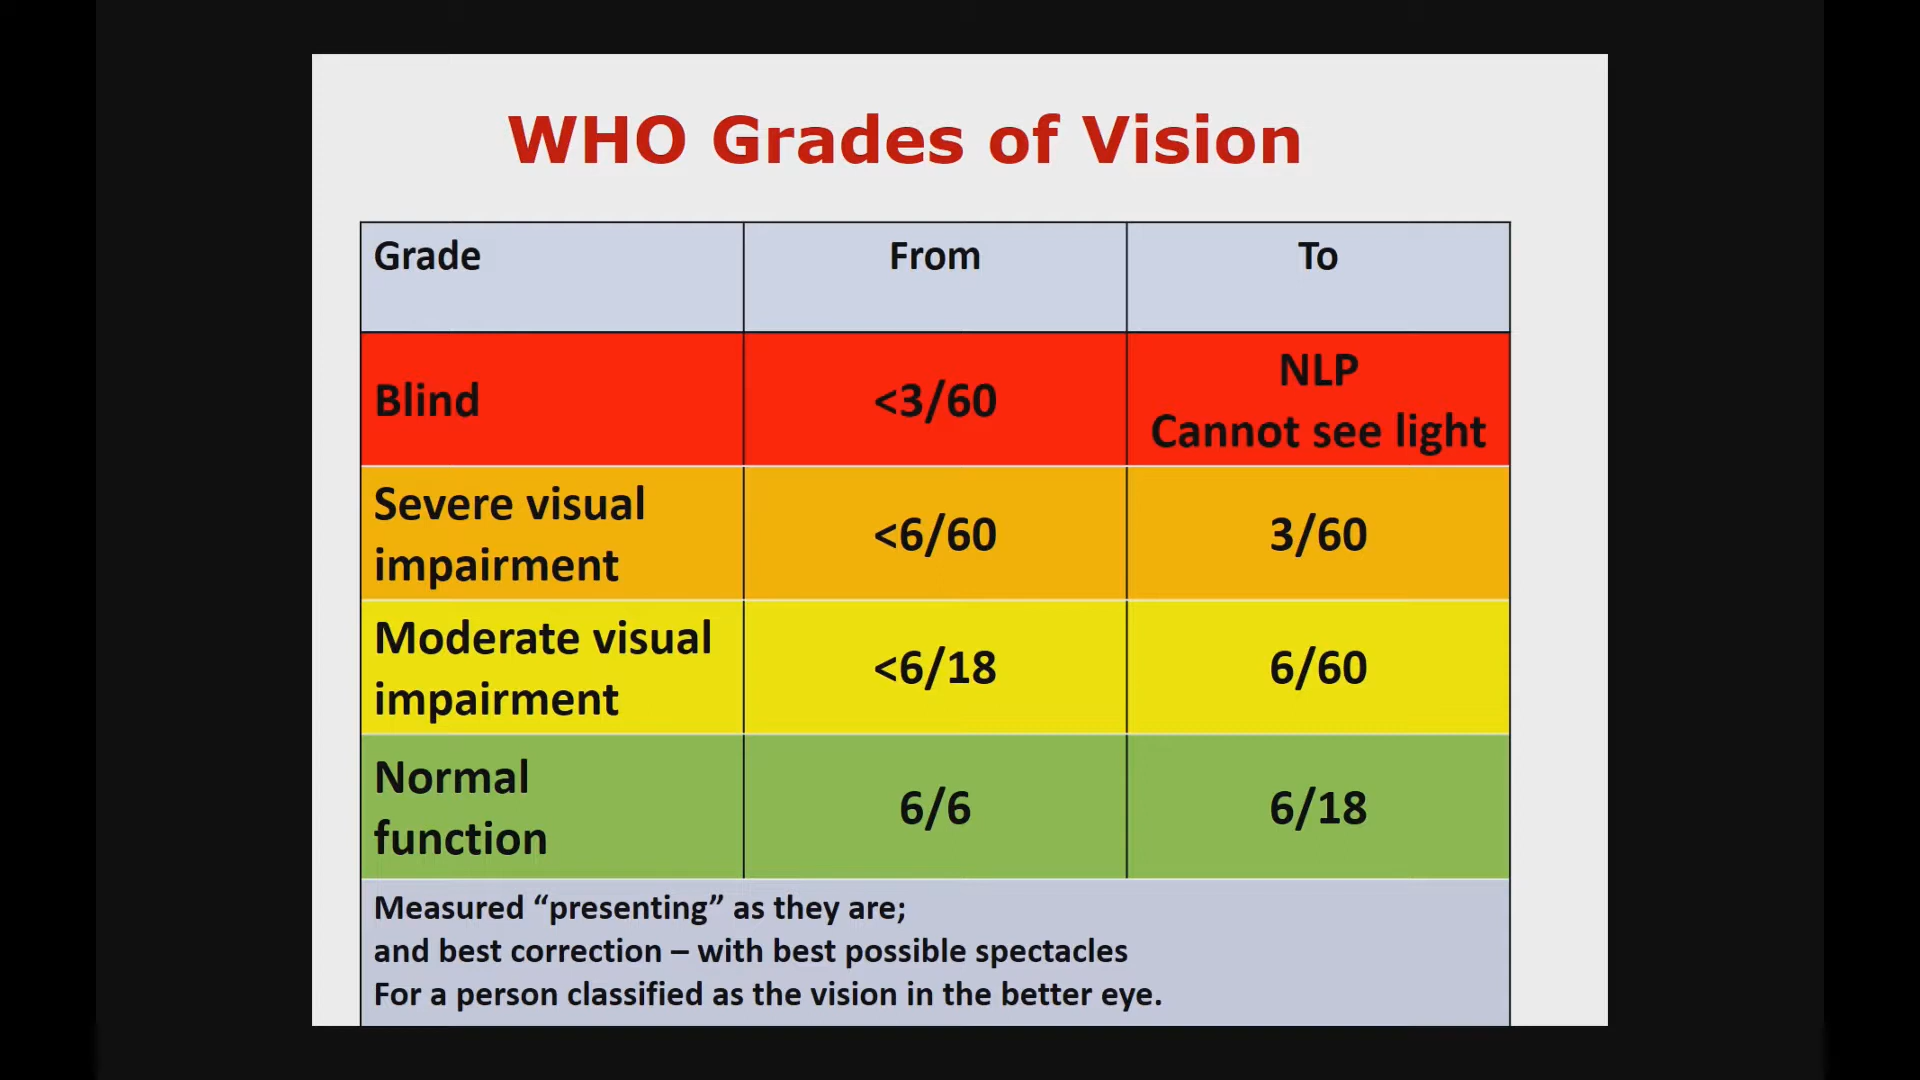 WHO Grades of Vision
Grade From To
Blind <3/60 NLP
Cannot see light
Severe visual
impairment <6/60 3/60
Moderate visual
impairment <6/18 6/60
Normal
function 6/6 6/18
Measured “presenting” as they are;
and best correction – with best possible spectacles
For a person classified as the vision in the better eye.